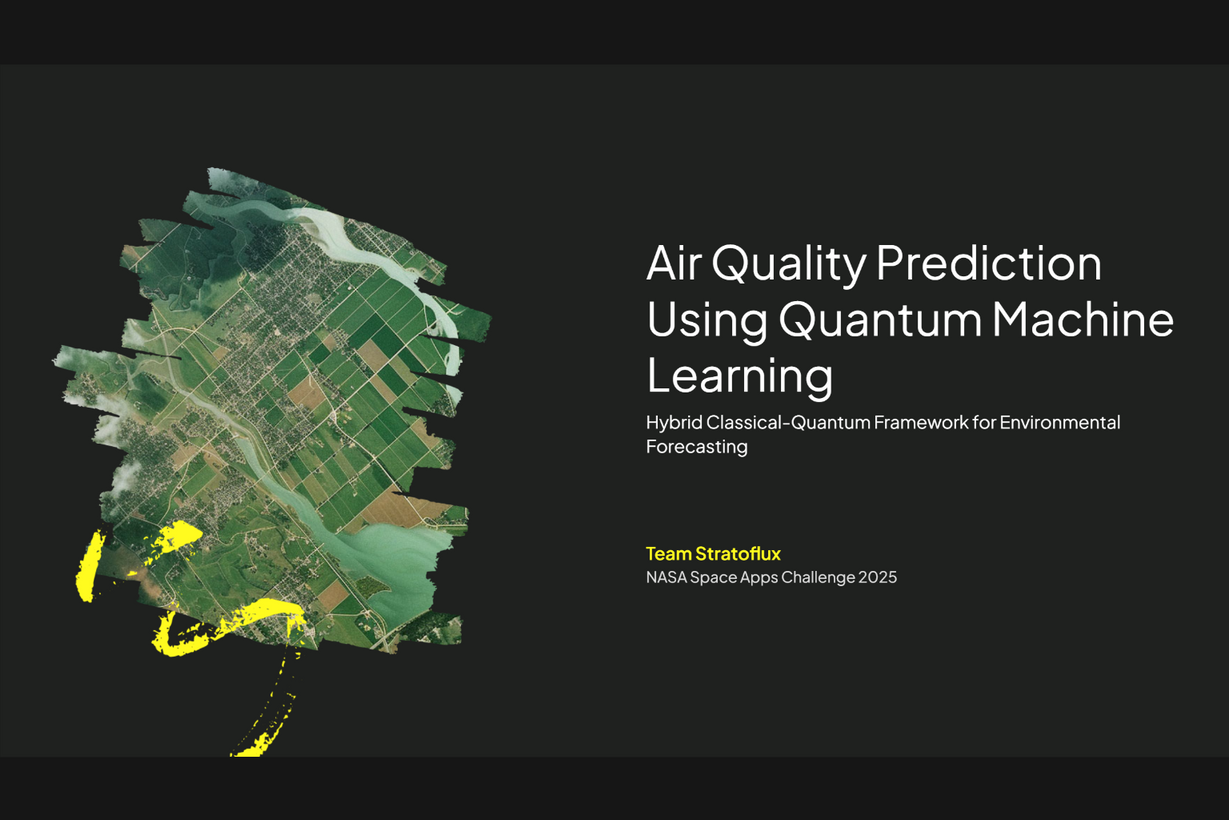 Air Quality Prediction
Using Quantum Machine
Learning
Hybrid Classical-Quantum Framework for Environmental
Forecasting
Team Stratoflux
NASA Space Apps Challenge 2025